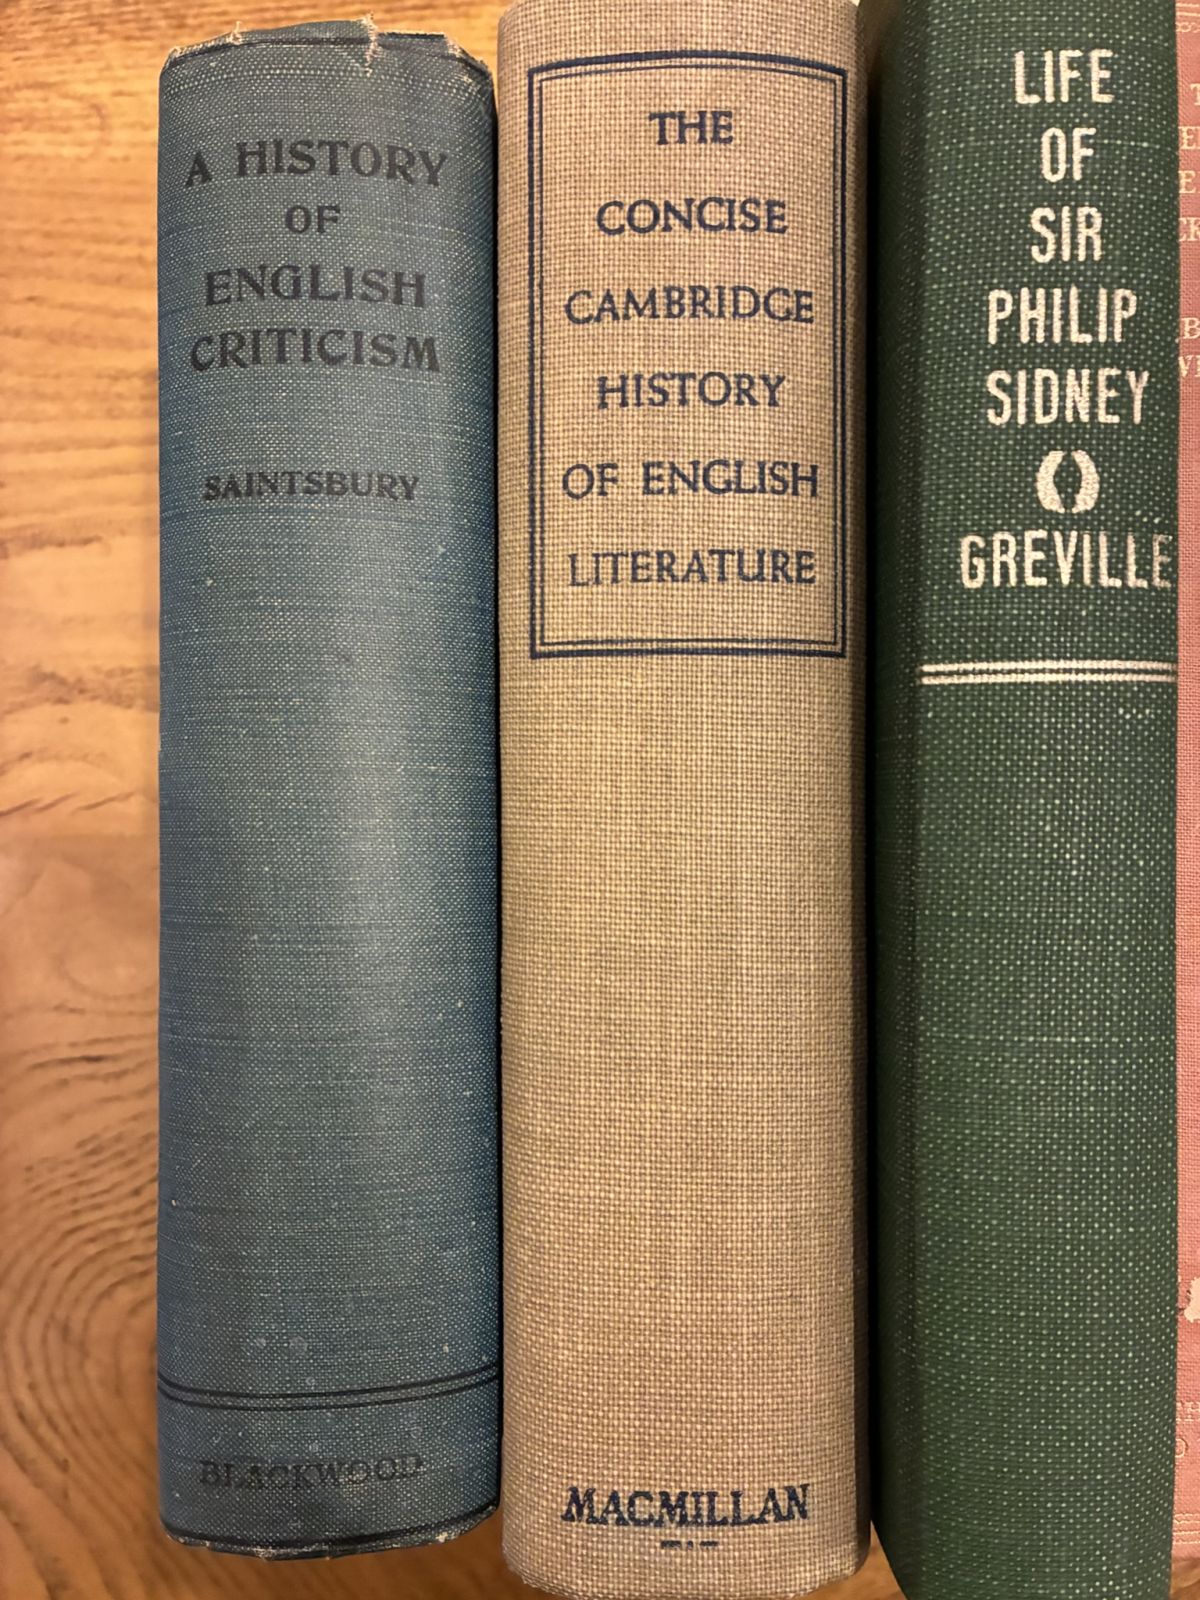 A HISTORY
OF
ENGLISH
CRITICISM
SAINTSBURY
BLACKWOOD
THE
CONCISE
CAMBRIDGE
HISTORY
OF ENGLISH
LITERATURE
MACMILLAN
LIFE
OF
SIR
PHILIP
SIDNEY
GREVILLE